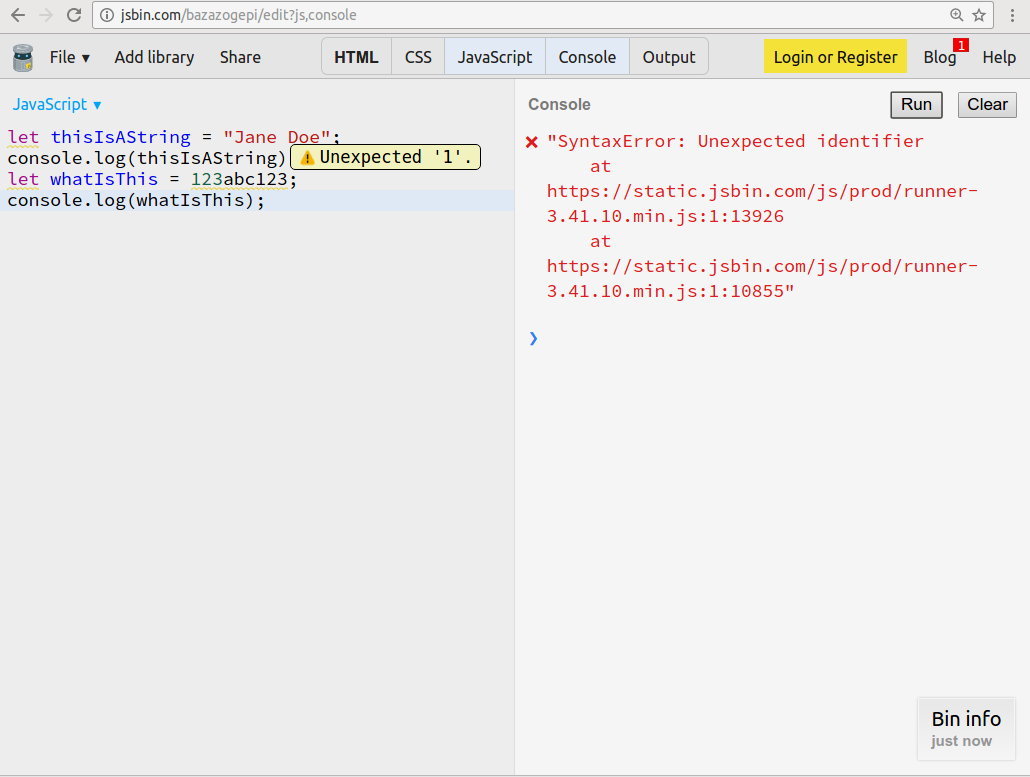 jsbin.com/bazazogepi/edit?js,console
File ▾ Add library Share HTML CSS JavaScript Console Output Login or Register Blog 1 Help
JavaScript ▾
let thisIsAString = "Jane Doe";
console.log(thisIsAString)
Unexpected '1'.
let whatIsThis = 123abc123;
console.log(whatIsThis);
Console Run Clear
"SyntaxError: Unexpected identifier
at
https://static.jsbin.com/js/prod/runner-
3.41.10.min.js:1:13926
at
https://static.jsbin.com/js/prod/runner-
3.41.10.min.js:1:10855"
❯
Bin info
just now